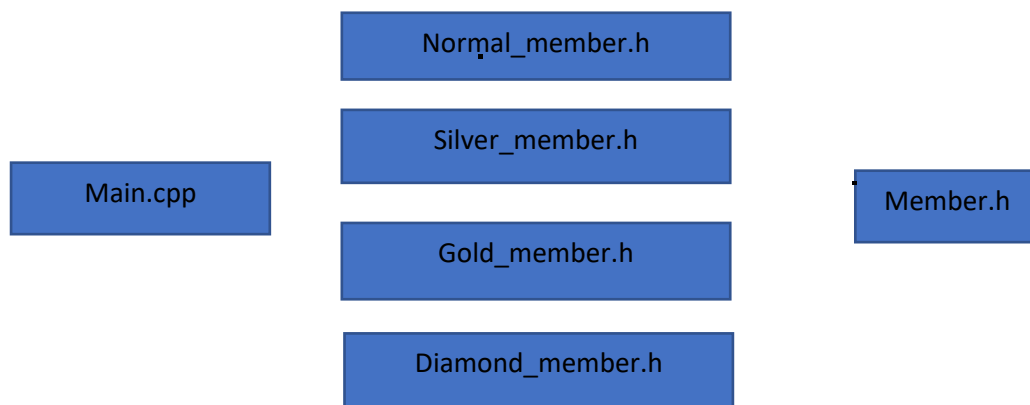 Normal_member.h
Silver_member.h
Main.cpp
Member.h
Gold_member.h
Diamond_member.h